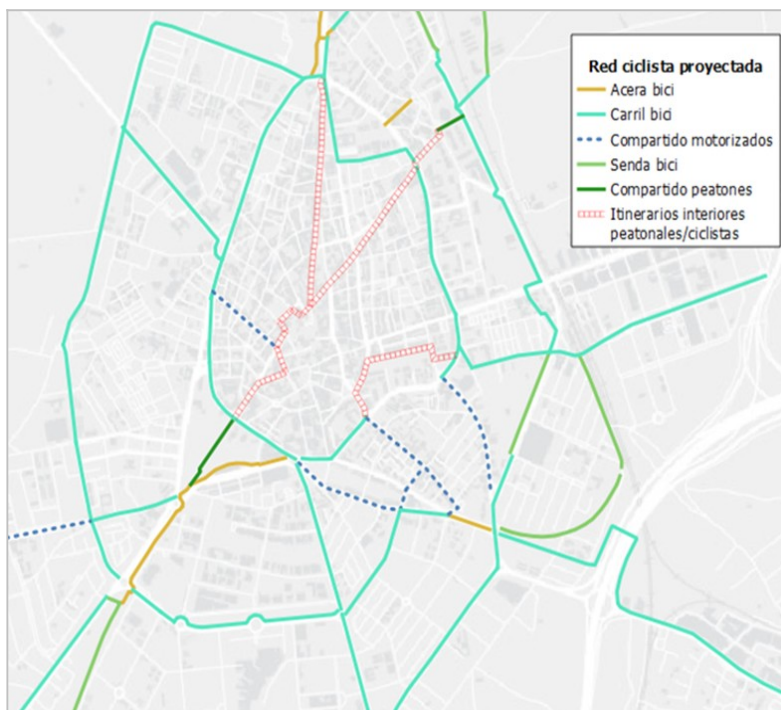 Red ciclista proyectada
Acera bici
Carril bici
Compartido motorizados
Senda bici
Compartido peatones
Itinerarios interiores
peatonales/ciclistas